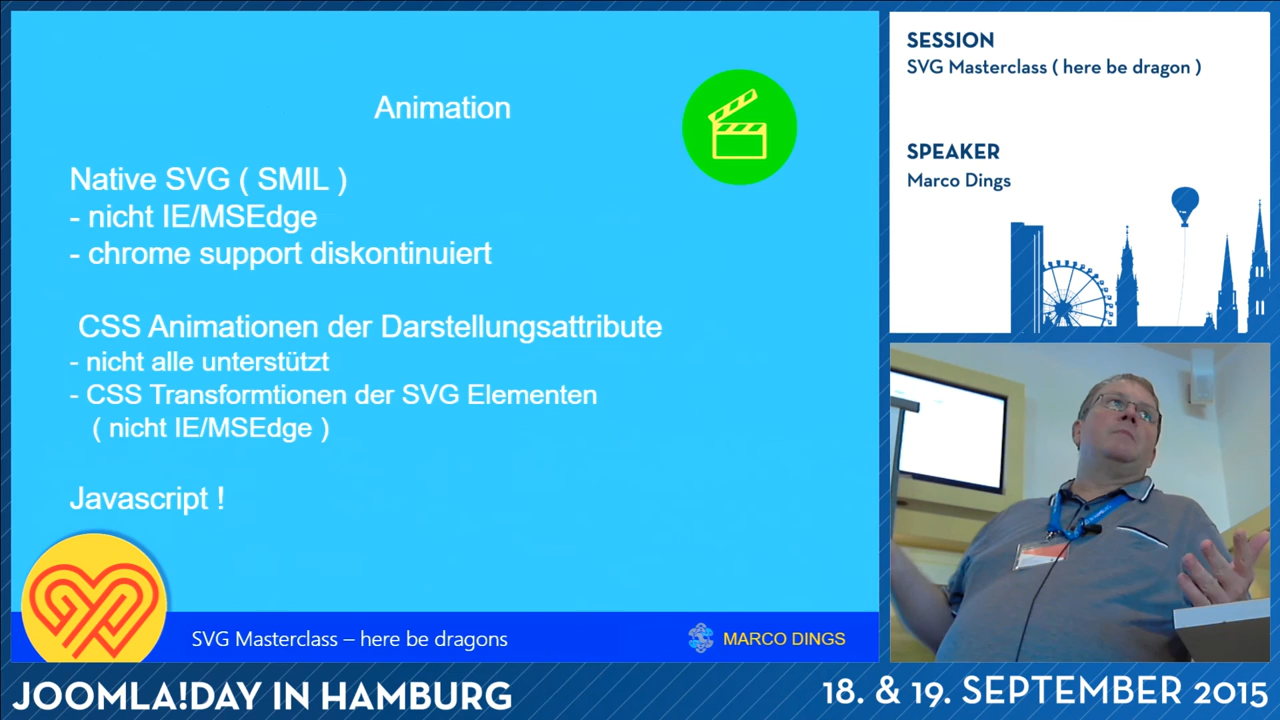 Animation
Native SVG ( SMIL )
- nicht IE/MSEdge
- chrome support diskontinuiert
CSS Animationen der Darstellungsattribute
- nicht alle unterstützt
- CSS Transformtionen der SVG Elementen
( nicht IE/MSEdge )
Javascript !
SVG Masterclass – here be dragons
MARCO DINGS
SESSION
SVG Masterclass ( here be dragon )
SPEAKER
Marco Dings
JOOMLA!DAY IN HAMBURG
18. & 19. SEPTEMBER 2015